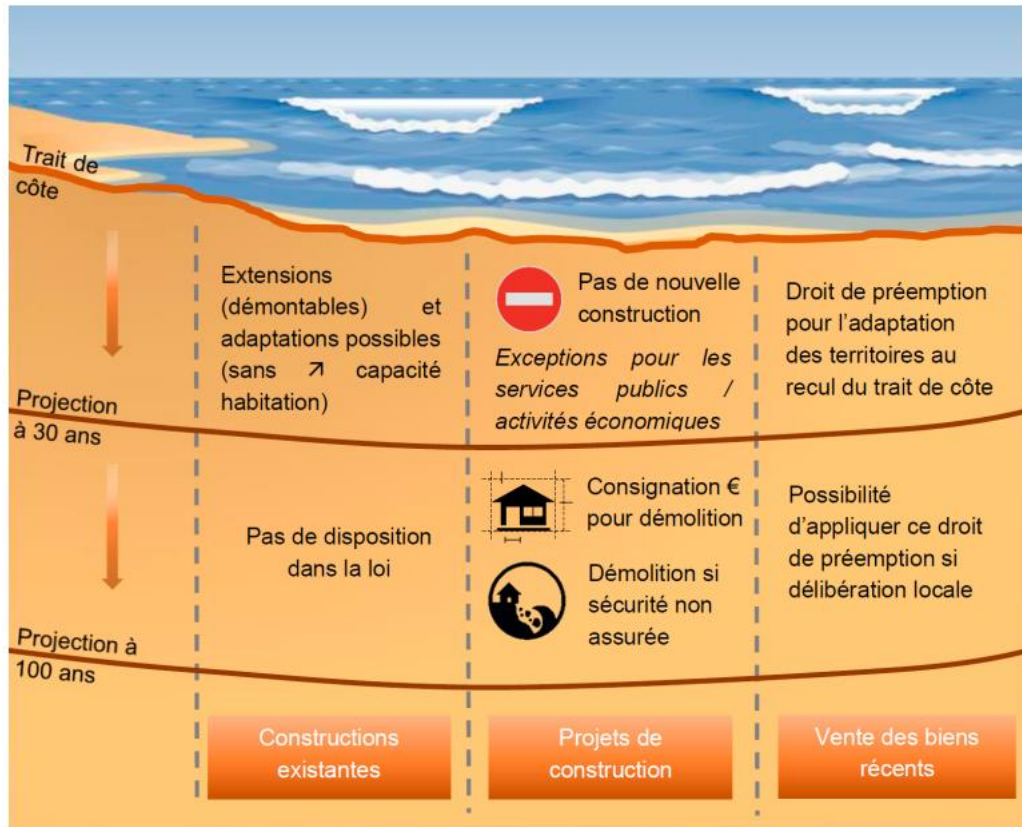 Trait de
côte
Extensions
(démontables) et
adaptations possibles
(sans ↗ capacité
habitation)
Pas de nouvelle
construction
Exceptions pour les
services publics /
activités économiques
Droit de préemption
pour l’adaptation
des territoires au
recul du trait de côte
Projection
à 30 ans
Pas de disposition
dans la loi
Consignation €
pour démolition
Démolition si
sécurité non
assurée
Possibilité
d’appliquer ce droit
de préemption si
délibération locale
Projection à
100 ans
Constructions
existantes
Projets de
construction
Vente des biens
récents